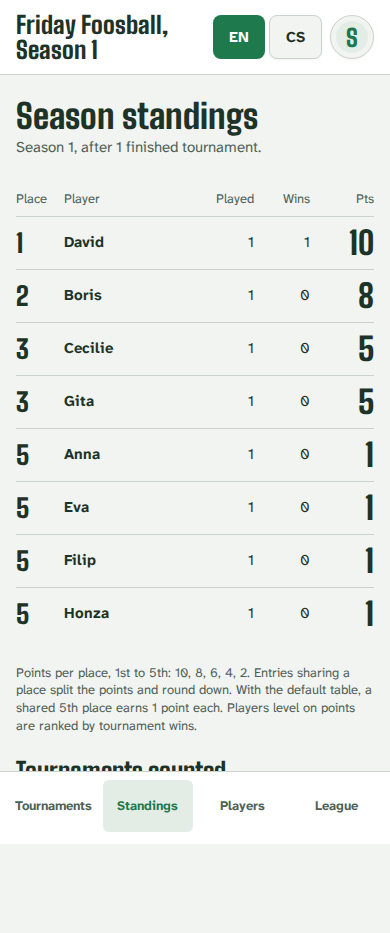 Friday Foosball,
Season 1
EN
CS
S
Season standings
Season 1, after 1 finished tournament.
Place Player Played Wins Pts
1 David 1 1 10
2 Boris 1 0 8
3 Cecilie 1 0 5
3 Gita 1 0 5
5 Anna 1 0 1
5 Eva 1 0 1
5 Filip 1 0 1
5 Honza 1 0 1
Points per place, 1st to 5th: 10, 8, 6, 4, 2. Entries sharing a
place split the points and round down. With the default table, a
shared 5th place earns 1 point each. Players level on points
are ranked by tournament wins.
Tournaments counted
Tournaments Standings Players League